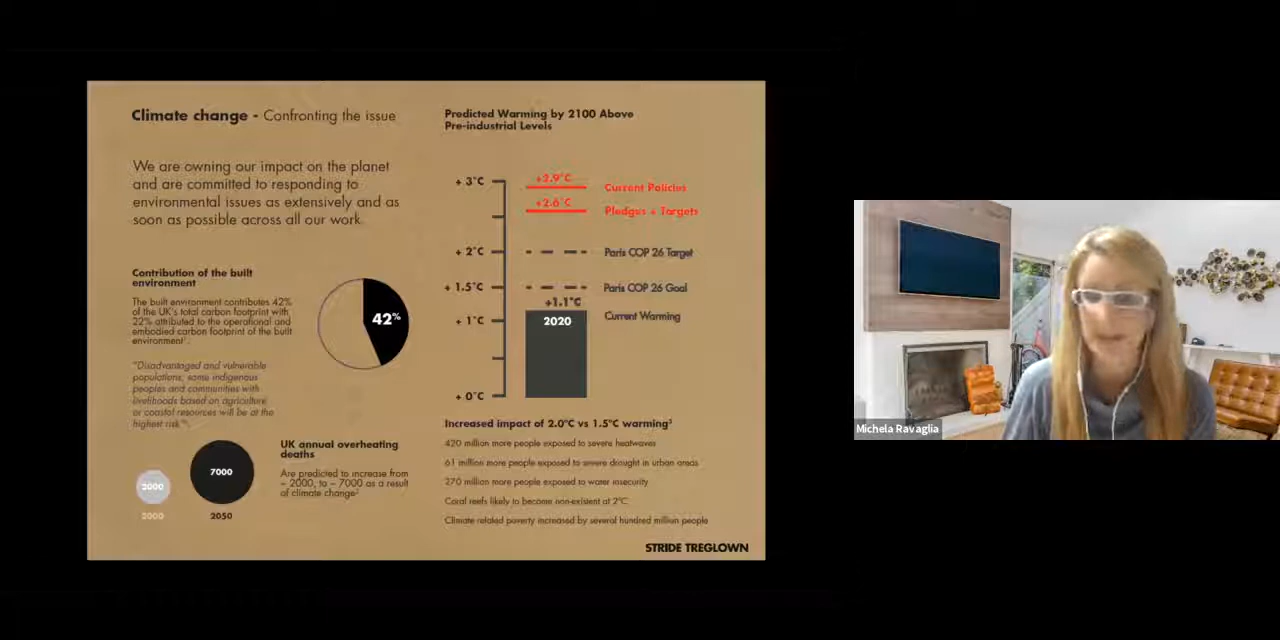 Climate change - Confronting the issue
We are owning our impact on the planet
and are committed to responding to
environmental issues as extensively and as
soon as possible across all our work.
Contribution of the built
environment
The built environment contributes 42%
of the UK's total carbon footprint with
22% attributed to the operational and
embodied carbon footprint of the built
environment¹.
42%
"Disadvantaged and vulnerable
populations, some indigenous
peoples and communities with
livelihoods based on agriculture
or coastal resources will be at the
highest risk"
2000
2000
7000
2050
UK annual overheating
deaths
Are predicted to increase from
~ 2000, to ~ 7000 as a result
of climate change²
Predicted Warming by 2100 Above
Pre-industrial Levels
+ 3°C
+2.9°C
Current Policies
+2.6°C
Pledges + Targets
+ 2°C
Paris COP 26 Target
+ 1.5°C
Paris COP 26 Goal
+1.1°C
Current Warming
+ 1°C
2020
+ 0°C
Increased impact of 2.0°C vs 1.5°C warming³
420 million more people exposed to severe heatwaves
61 million more people exposed to severe drought in urban areas
270 million more people exposed to water insecurity
Coral reefs likely to become non-existent at 2°C
Climate related poverty increased by several hundred million people
STRIDE TREGLOWN
Michela Ravaglia